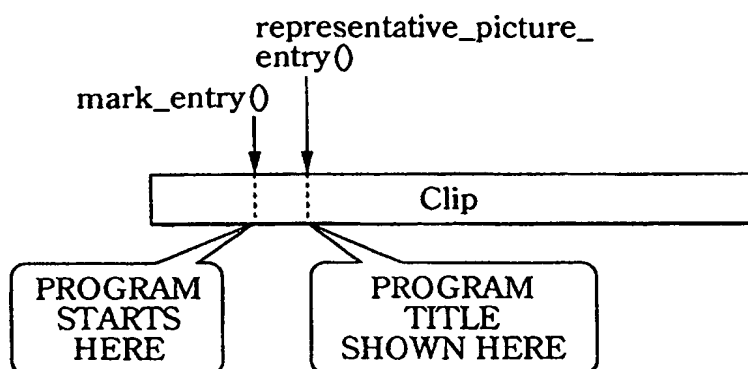 representative_picture_
entry()
mark_entry()
Clip
PROGRAM
STARTS
HERE
PROGRAM
TITLE
SHOWN HERE